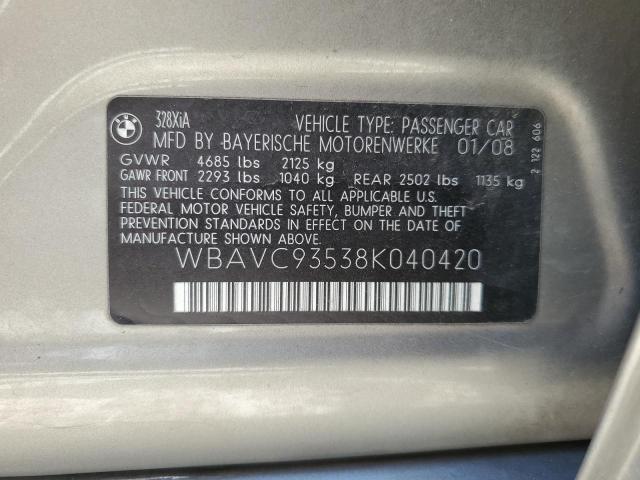 BMW
328XiA VEHICLE TYPE: PASSENGER CAR
MFD BY BAYERISCHE MOTORENWERKE 01/08
GVWR 4685 lbs 2125 kg
GAWR FRONT 2293 lbs 1040 kg REAR 2502 lbs 1135 kg
THIS VEHICLE CONFORMS TO ALL APPLICABLE U.S.
FEDERAL MOTOR VEHICLE SAFETY, BUMPER AND THEFT
PREVENTION STANDARDS IN EFFECT ON THE DATE OF
MANUFACTURE SHOWN ABOVE.
WBAVC93538K040420
2 122 606